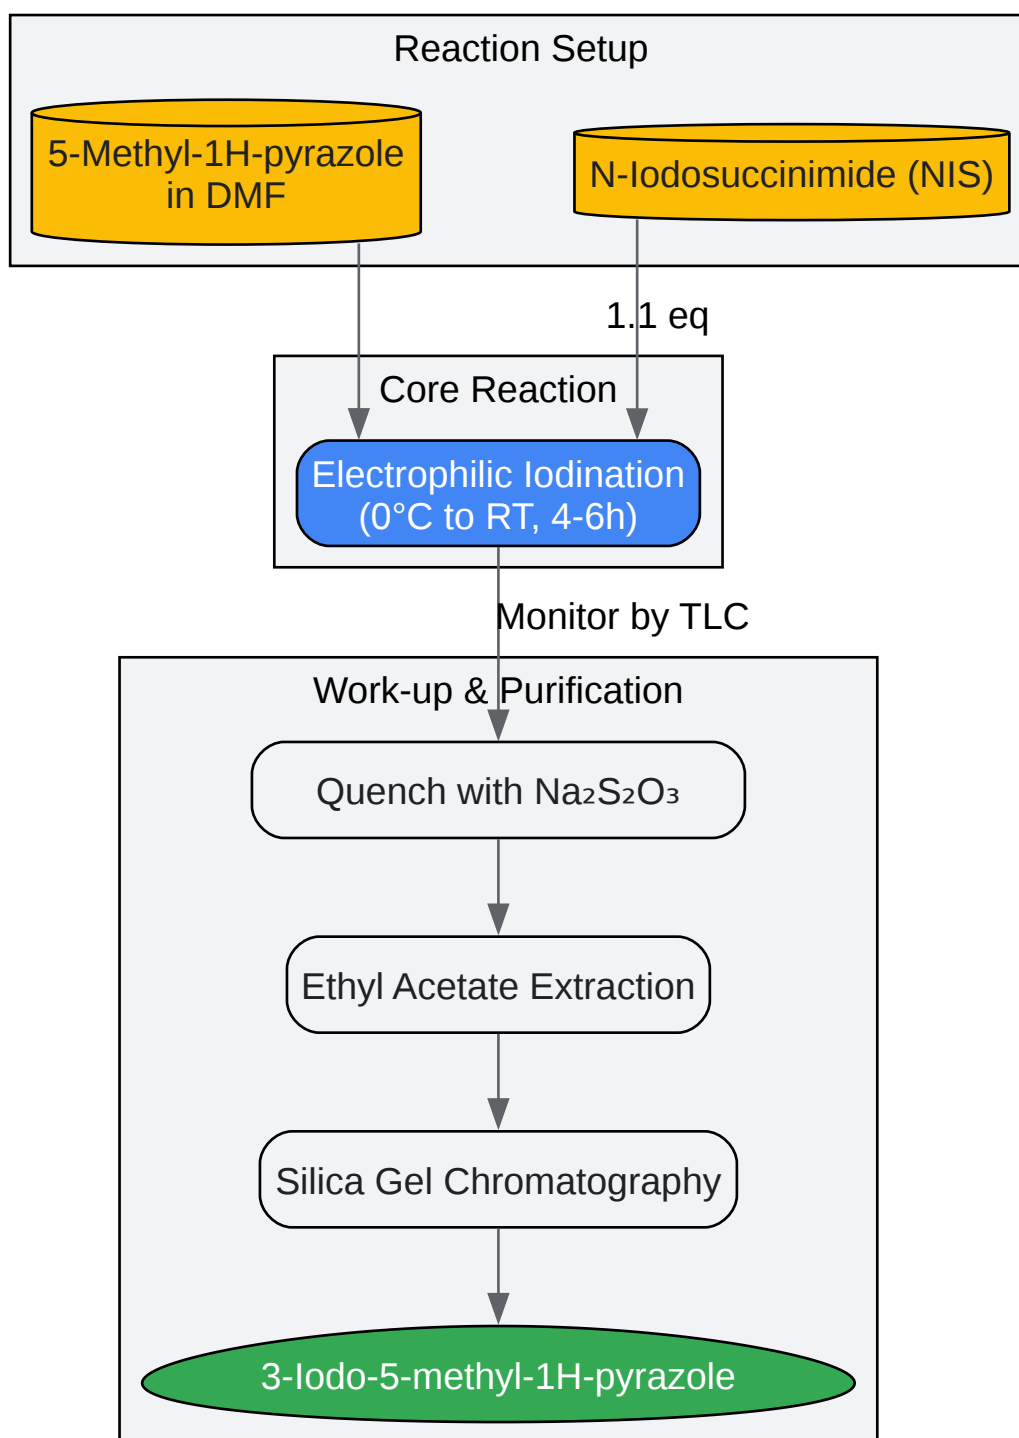 Reaction Setup
5-Methyl-1H-pyrazole
in DMF
N-Iodosuccinimide (NIS)
1.1 eq
Core Reaction
Electrophilic Iodination
(0°C to RT, 4-6h)
Monitor by TLC
Work-up & Purification
Quench with Na₂S₂O₃
Ethyl Acetate Extraction
Silica Gel Chromatography
3-Iodo-5-methyl-1H-pyrazole